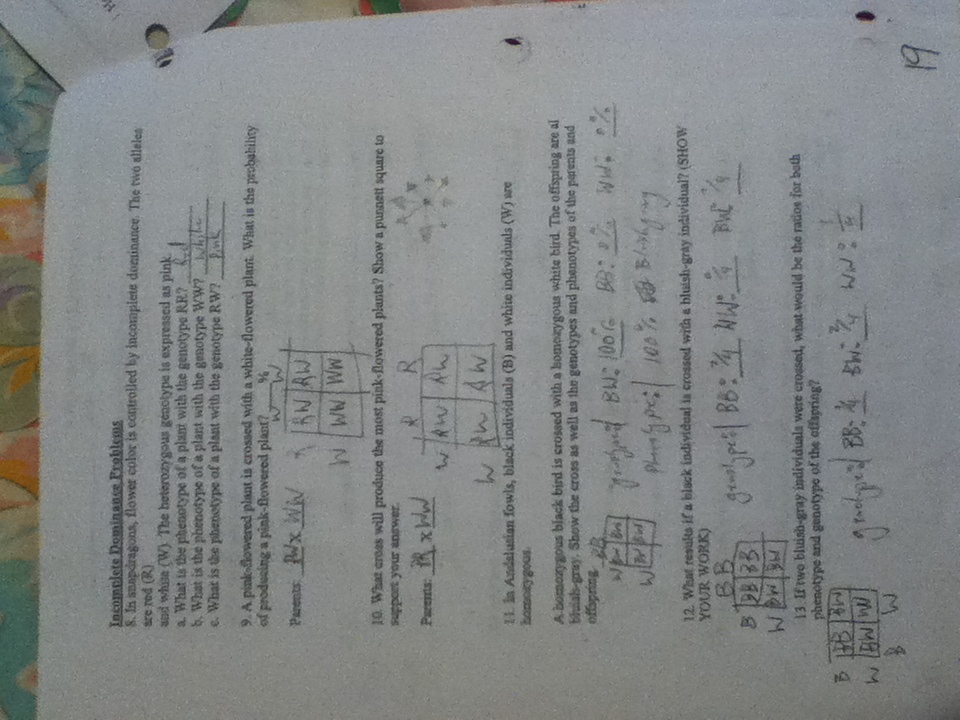 Incomplete Dominance Problems
8. In snapdragons, flower color is controlled by incomplete dominance. The two alleles
are red (R)
and white (W). The heterozygous genotype is expressed as pink.
a. What is the phenotype of a plant with the genotype RR? Red
b. What is the phenotype of a plant with the genotype WW? White
c. What is the phenotype of a plant with the genotype RW? Pink
9. A pink-flowered plant is crossed with a white-flowered plant. What is the probability
of producing a pink-flowered plant? ___%
W W
Parents: RW x WW R RW RW
W WW WW
10. What cross will produce the most pink-flowered plants? Show a punnett square to
support your answer.
R R
Parents: RR x WW W RW RW
W RW RW
11. In Andalusian fowls, black individuals (B) and white individuals (W) are
homozygous.
A homozygous black bird is crossed with a homozygous white bird. The offspring are al
bluish-gray. Show the cross as well as the genotypes and phenotypes of the parents and
offspring.
BB
W BW BW genotype: BW: 100% BB: 0% WW: 0%
W BW BW phenotype: 100% Bluish gray
12. What results if a black individual is crossed with a bluish-gray individual? (SHOW
YOUR WORK)
B B
B BB BB genotype: BB: 2/4 WW: 0/4 BW: 2/4
W BW BW
13. If two bluish-gray individuals were crossed, what would be the ratios for both
phenotype and genotype of the offspring?
B BB BW
W BW WW genotype: BB: 1/4 BW: 2/4 WW: 1/4
B W
19